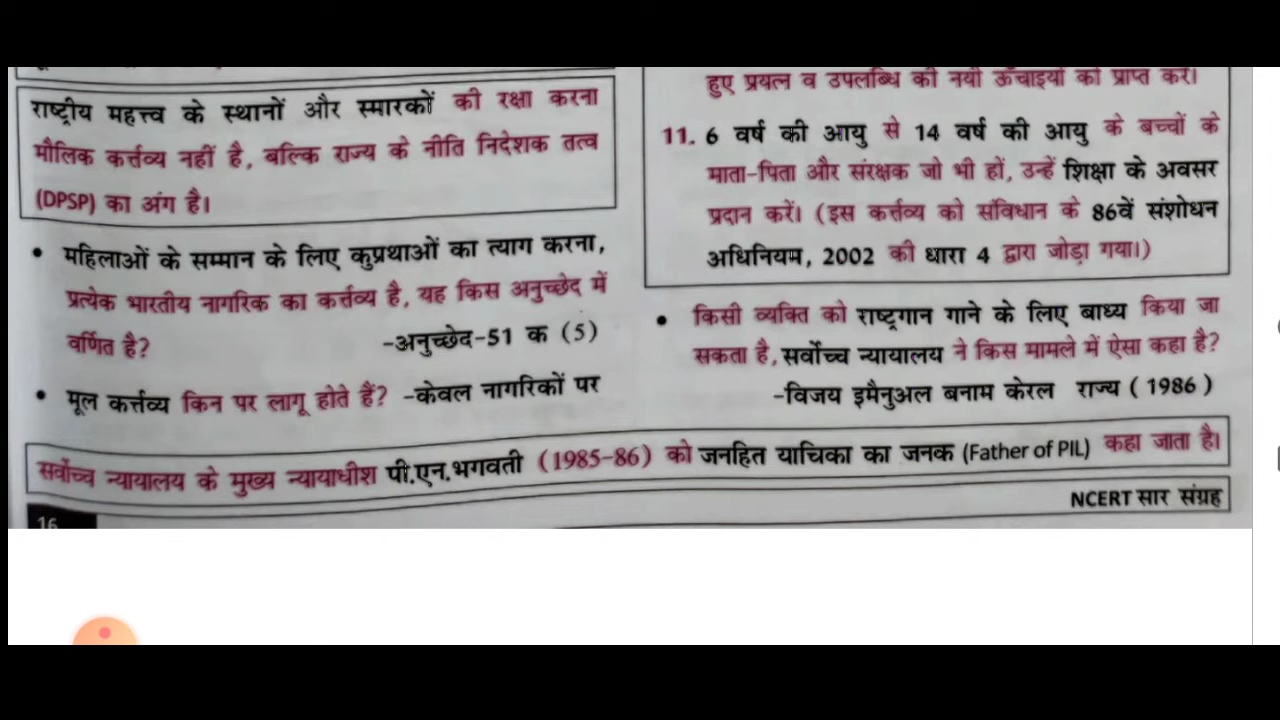 राष्ट्रीय महत्त्व के स्थानों और स्मारकों की रक्षा करना
मौलिक कर्त्तव्य नहीं है, बल्कि राज्य के नीति निदेशक तत्व
(DPSP) का अंग है।
• महिलाओं के सम्मान के लिए कुप्रथाओं का त्याग करना,
प्रत्येक भारतीय नागरिक का कर्त्तव्य है, यह किस अनुच्छेद में
वर्णित है? -अनुच्छेद-51 क (5)
• मूल कर्त्तव्य किन पर लागू होते हैं? -केवल नागरिकों पर
हुए प्रयत्न व उपलब्धि की नयी ऊँचाइयों को प्राप्त करे।
11. 6 वर्ष की आयु से 14 वर्ष की आयु के बच्चों के
माता-पिता और संरक्षक जो भी हों, उन्हें शिक्षा के अवसर
प्रदान करें। (इस कर्त्तव्य को संविधान के 86वें संशोधन
अधिनियम, 2002 की धारा 4 द्वारा जोड़ा गया।)
• किसी व्यक्ति को राष्ट्रगान गाने के लिए बाध्य किया जा
सकता है, सर्वोच्च न्यायालय ने किस मामले में ऐसा कहा है?
-विजय इमैनुअल बनाम केरल राज्य ( 1986 )
सर्वोच्च न्यायालय के मुख्य न्यायाधीश पी.एन.भगवती (1985-86) को जनहित याचिका का जनक (Father of PIL) कहा जाता है।
16
NCERT सार संग्रह